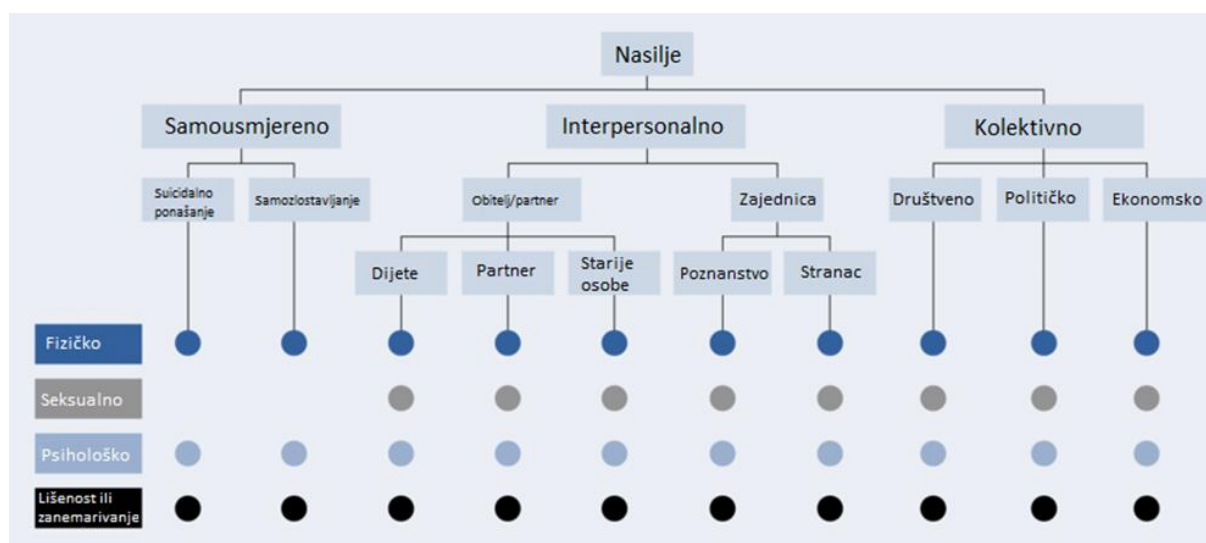 Nasilje
Samousmjereno
Interpersonalno
Kolektivno
Suicidalno
ponašanje
Samozlostavljanje
Obitelj/partner
Zajednica
Društveno
Političko
Ekonomsko
Dijete
Partner
Starije
osobe
Poznanstvo
Stranac
Fizičko
Seksualno
Psihološko
Lišenost ili
zanemarivanje